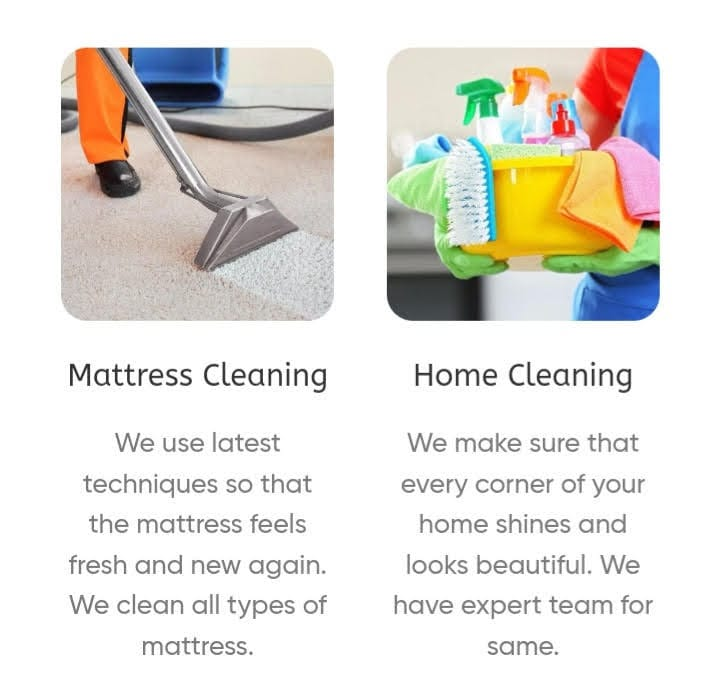 Mattress Cleaning
We use latest
techniques so that
the mattress feels
fresh and new again.
We clean all types of
mattress.
Home Cleaning
We make sure that
every corner of your
home shines and
looks beautiful. We
have expert team for
same.